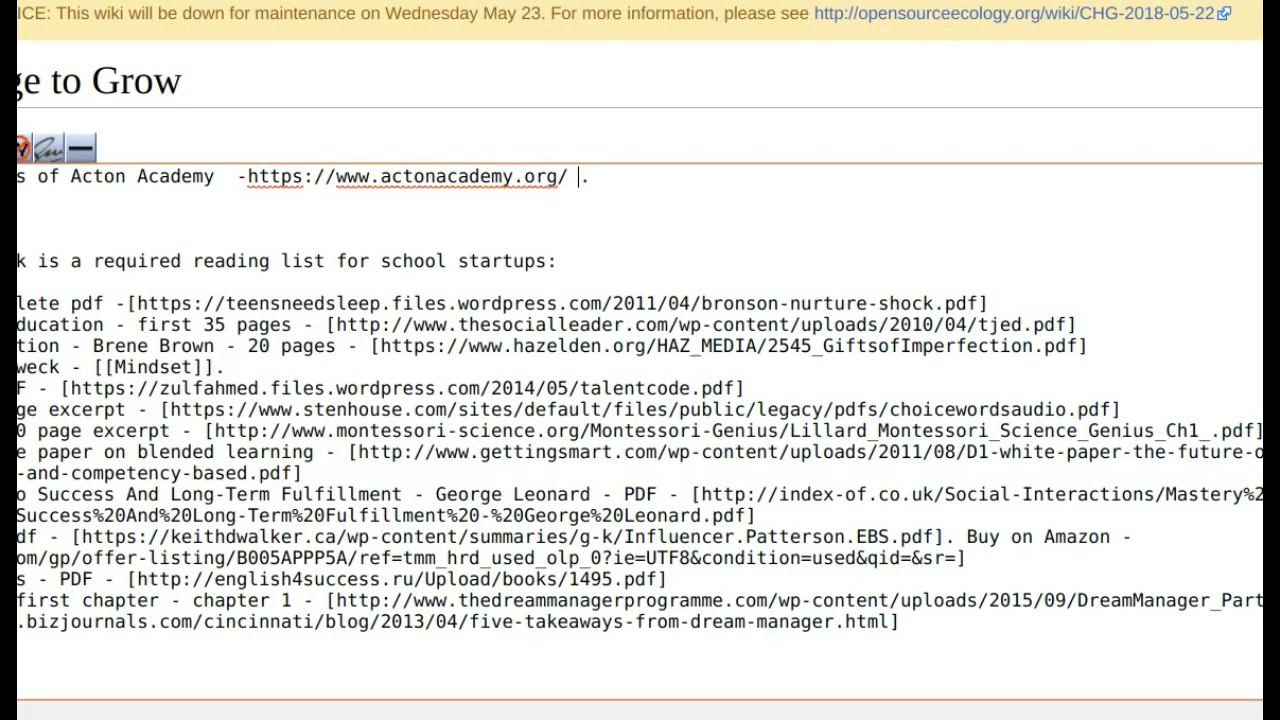 ICE: This wiki will be down for maintenance on Wednesday May 23. For more information, please see http://opensourceecology.org/wiki/CHG-2018-05-22
ge to Grow
s of Acton Academy  -https://www.actonacademy.org/ .
k is a required reading list for school startups:
lete pdf -[https://teensneedsleep.files.wordpress.com/2011/04/bronson-nurture-shock.pdf]
ducation - first 35 pages - [http://www.thesocialleader.com/wp-content/uploads/2010/04/tjed.pdf]
tion - Brene Brown - 20 pages - [https://www.hazelden.org/HAZ_MEDIA/2545_GiftsofImperfection.pdf]
weck - [[Mindset]].
F - [https://zulfahmed.files.wordpress.com/2014/05/talentcode.pdf]
ge excerpt - [https://www.stenhouse.com/sites/default/files/public/legacy/pdfs/choicewordsaudio.pdf]
0 page excerpt - [http://www.montessori-science.org/Montessori-Genius/Lillard_Montessori_Science_Genius_Ch1_.pdf]
e paper on blended learning - [http://www.gettingsmart.com/wp-content/uploads/2011/08/D1-white-paper-the-future-o
-and-competency-based.pdf]
o Success And Long-Term Fulfillment - George Leonard - PDF - [http://index-of.co.uk/Social-Interactions/Mastery%2
Success%20And%20Long-Term%20Fulfillment%20-%20George%20Leonard.pdf]
df - [https://keithdwalker.ca/wp-content/summaries/g-k/Influencer.Patterson.EBS.pdf]. Buy on Amazon -
om/gp/offer-listing/B005APPP5A/ref=tmm_hrd_used_olp_0?ie=UTF8&condition=used&qid=&sr=]
s - PDF - [http://english4success.ru/Upload/books/1495.pdf]
first chapter - chapter 1 - [http://www.thedreammanagerprogramme.com/wp-content/uploads/2015/09/DreamManager_Part
.bizjournals.com/cincinnati/blog/2013/04/five-takeaways-from-dream-manager.html]